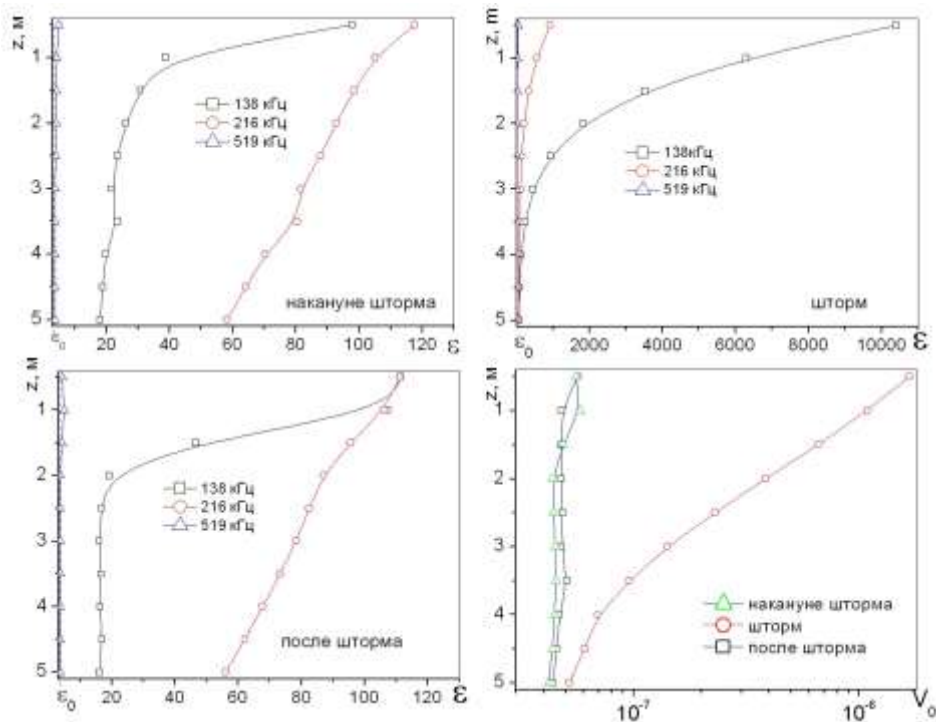 z, м
1
2
3
4
5
138 кГц
216 кГц
519 кГц
накануне шторма
ε₀ 20 40 60 80 100 120 ε
z, m
1
2
3
4
5
138кГц
216 кГц
519 кГц
шторм
ε₀ 2000 4000 6000 8000 10000 ε
z, м
1
2
3
4
5
138 кГц
216 кГц
519 кГц
после шторма
ε₀ 20 40 60 80 100 120 ε
z, м
1
2
3
4
5
накануне шторма
шторм
после шторма
10⁻⁷ 10⁻⁶ V₀